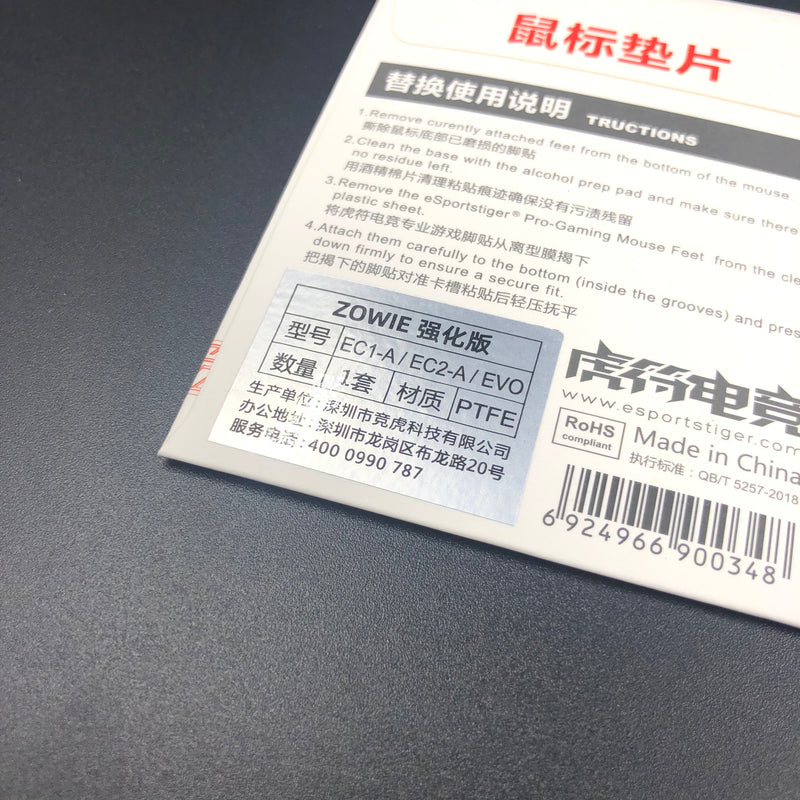 鼠标垫片
替换使用说明 TRUCTIONS
1.Remove curently attached feet from the bottom of the mouse.
撕除鼠标底部已磨损的脚贴
2.Clean the base with the alcohol prep pad and make sure there
no residue left.
用酒精棉片清理粘贴痕迹确保没有污渍残留
3.Remove the eSportstiger® Pro-Gaming Mouse Feet from the cle
plastic sheet.
将虎符电竞专业游戏脚贴从离型膜揭下
4.Attach them carefully to the bottom (inside the grooves) and pres
down firmly to ensure a secure fit.
把揭下的脚贴对准卡槽粘贴后轻压抚平
ZOWIE 强化版
型号 EC1-A / EC2-A / EVO
数量 1套 材质 PTFE
生产单位:深圳市竞虎科技有限公司
办公地址:深圳市龙岗区布龙路20号
服务电话:400 0990 787
虎符电竞
www.esportstiger.com
RoHS
compliant
Made in China
执行标准:QB/T 5257-2018
6 924966 900348